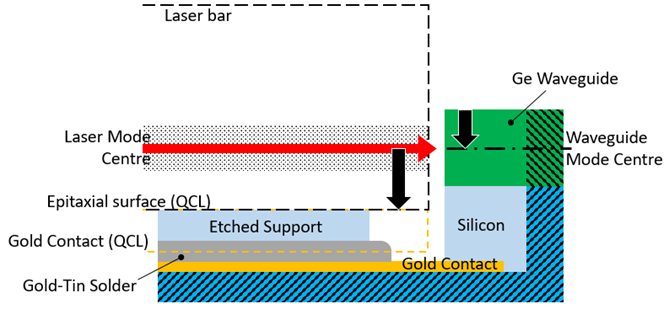 Laser bar
Ge Waveguide
Laser Mode
Centre
Waveguide
Mode Centre
Epitaxial surface (QCL)
Etched Support
Silicon
Gold Contact (QCL)
Gold Contact
Gold-Tin Solder